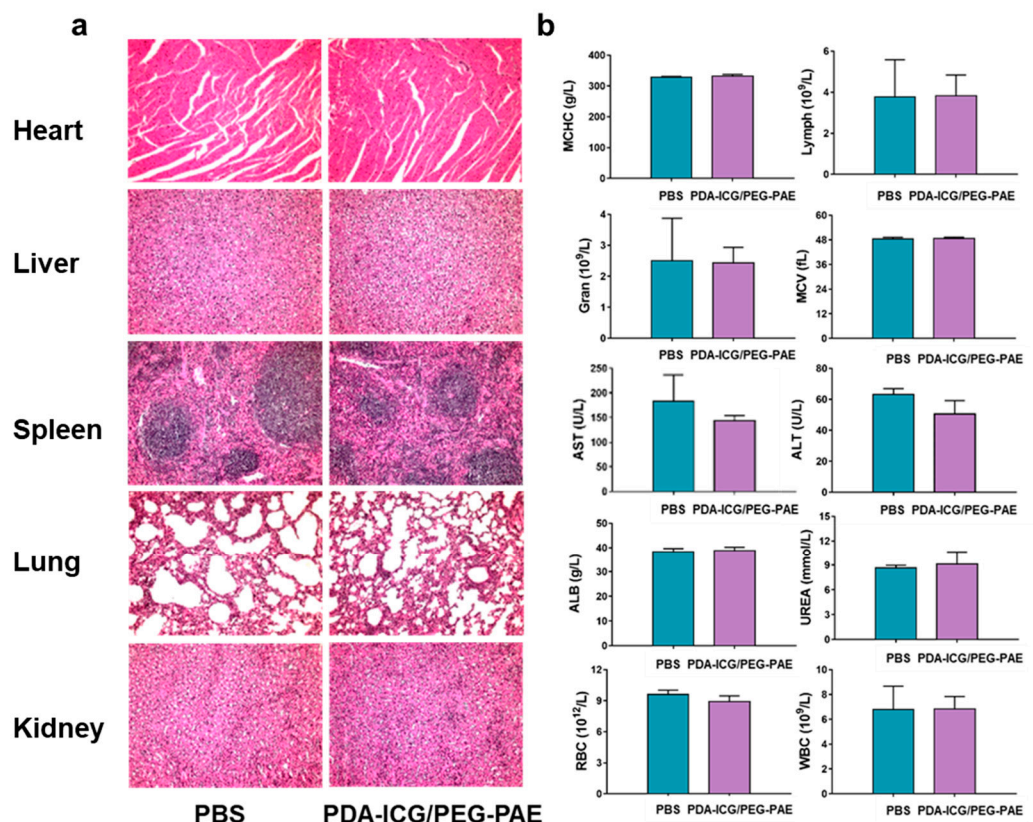 a
Heart
Liver
Spleen
Lung
Kidney
PBS PDA-ICG/PEG-PAE
b
MCHC (g/L)
400
300
200
100
0
PBS PDA-ICG/PEG-PAE
Lymph (10⁹/L)
6
4
2
0
PBS PDA-ICG/PEG-PAE
Gran (10⁹/L)
4
3
2
1
0
PBS PDA-ICG/PEG-PAE
MCV (fL)
60
48
36
24
12
0
PBS PDA-ICG/PEG-PAE
AST (U/L)
250
200
150
100
50
0
PBS PDA-ICG/PEG-PAE
ALT (U/L)
80
60
40
20
0
PBS PDA-ICG/PEG-PAE
ALB (g/L)
50
40
30
20
10
0
PBS PDA-ICG/PEG-PAE
UREA (mmol/L)
15
12
9
6
3
0
PBS PDA-ICG/PEG-PAE
RBC (10¹²/L)
12
9
6
3
0
PBS PDA-ICG/PEG-PAE
WBC (10⁹/L)
10
8
6
4
2
0
PBS PDA-ICG/PEG-PAE